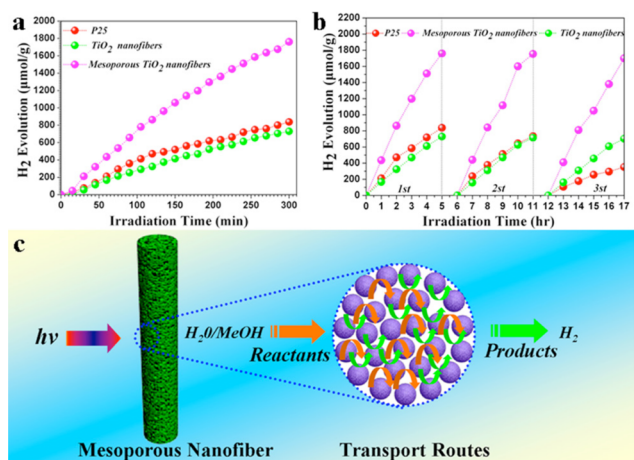 a
P25
TiO2 nanofibers
Mesoporous TiO2 nanofibers
H2 Evolution (μmol/g)
2000
1800
1600
1400
1200
1000
800
600
400
200
0
0 50 100 150 200 250 300
Irradiation Time (min)
b
P25 Mesoporous TiO2 nanofibers TiO2 nanofibers
H2 Evolution (μmol/g)
2200
2000
1800
1600
1400
1200
1000
800
600
400
200
0
1st 2st 3st
0 1 2 3 4 5 6 7 8 9 10 11 12 13 14 15 16 17
Irradiation Time (hr)
c
hv
H20/MeOH
Reactants
Products
H2
Mesoporous Nanofiber
Transport Routes